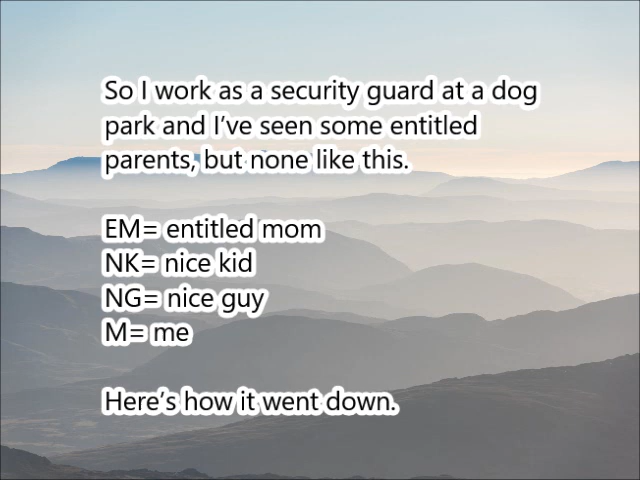 So I work as a security guard at a dog
park and I’ve seen some entitled
parents, but none like this.
EM= entitled mom
NK= nice kid
NG= nice guy
M= me
Here’s how it went down.